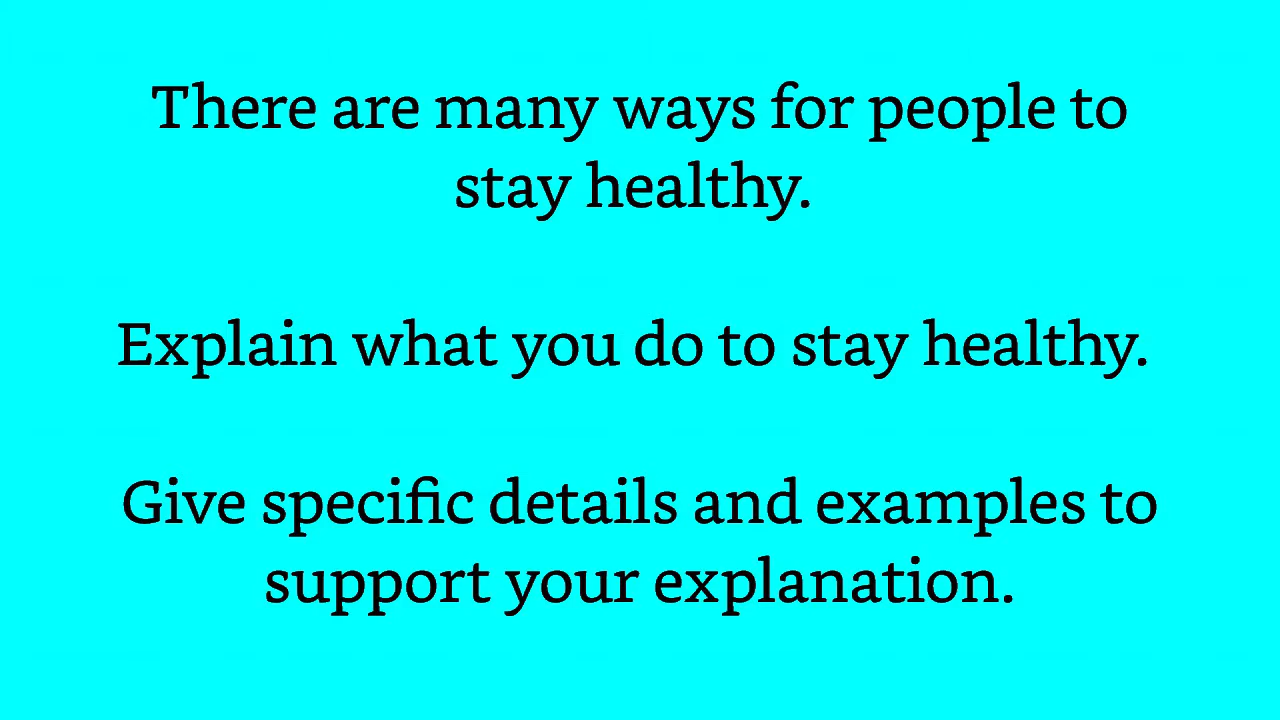 There are many ways for people to
stay healthy.
Explain what you do to stay healthy.
Give specific details and examples to
support your explanation.